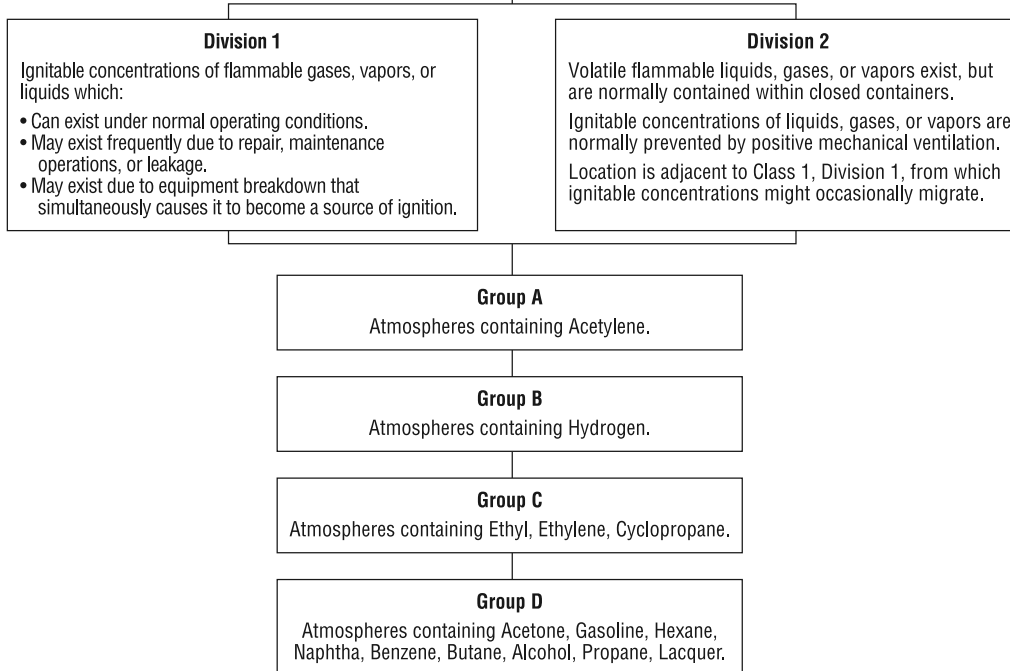 Division 1
Ignitable concentrations of flammable gases, vapors, or
liquids which:
• Can exist under normal operating conditions.
• May exist frequently due to repair, maintenance
operations, or leakage.
• May exist due to equipment breakdown that
simultaneously causes it to become a source of ignition.
Division 2
Volatile flammable liquids, gases, or vapors exist, but
are normally contained within closed containers.
Ignitable concentrations of liquids, gases, or vapors are
normally prevented by positive mechanical ventilation.
Location is adjacent to Class 1, Division 1, from which
ignitable concentrations might occasionally migrate.
Group A
Atmospheres containing Acetylene.
Group B
Atmospheres containing Hydrogen.
Group C
Atmospheres containing Ethyl, Ethylene, Cyclopropane.
Group D
Atmospheres containing Acetone, Gasoline, Hexane,
Naphtha, Benzene, Butane, Alcohol, Propane, Lacquer.